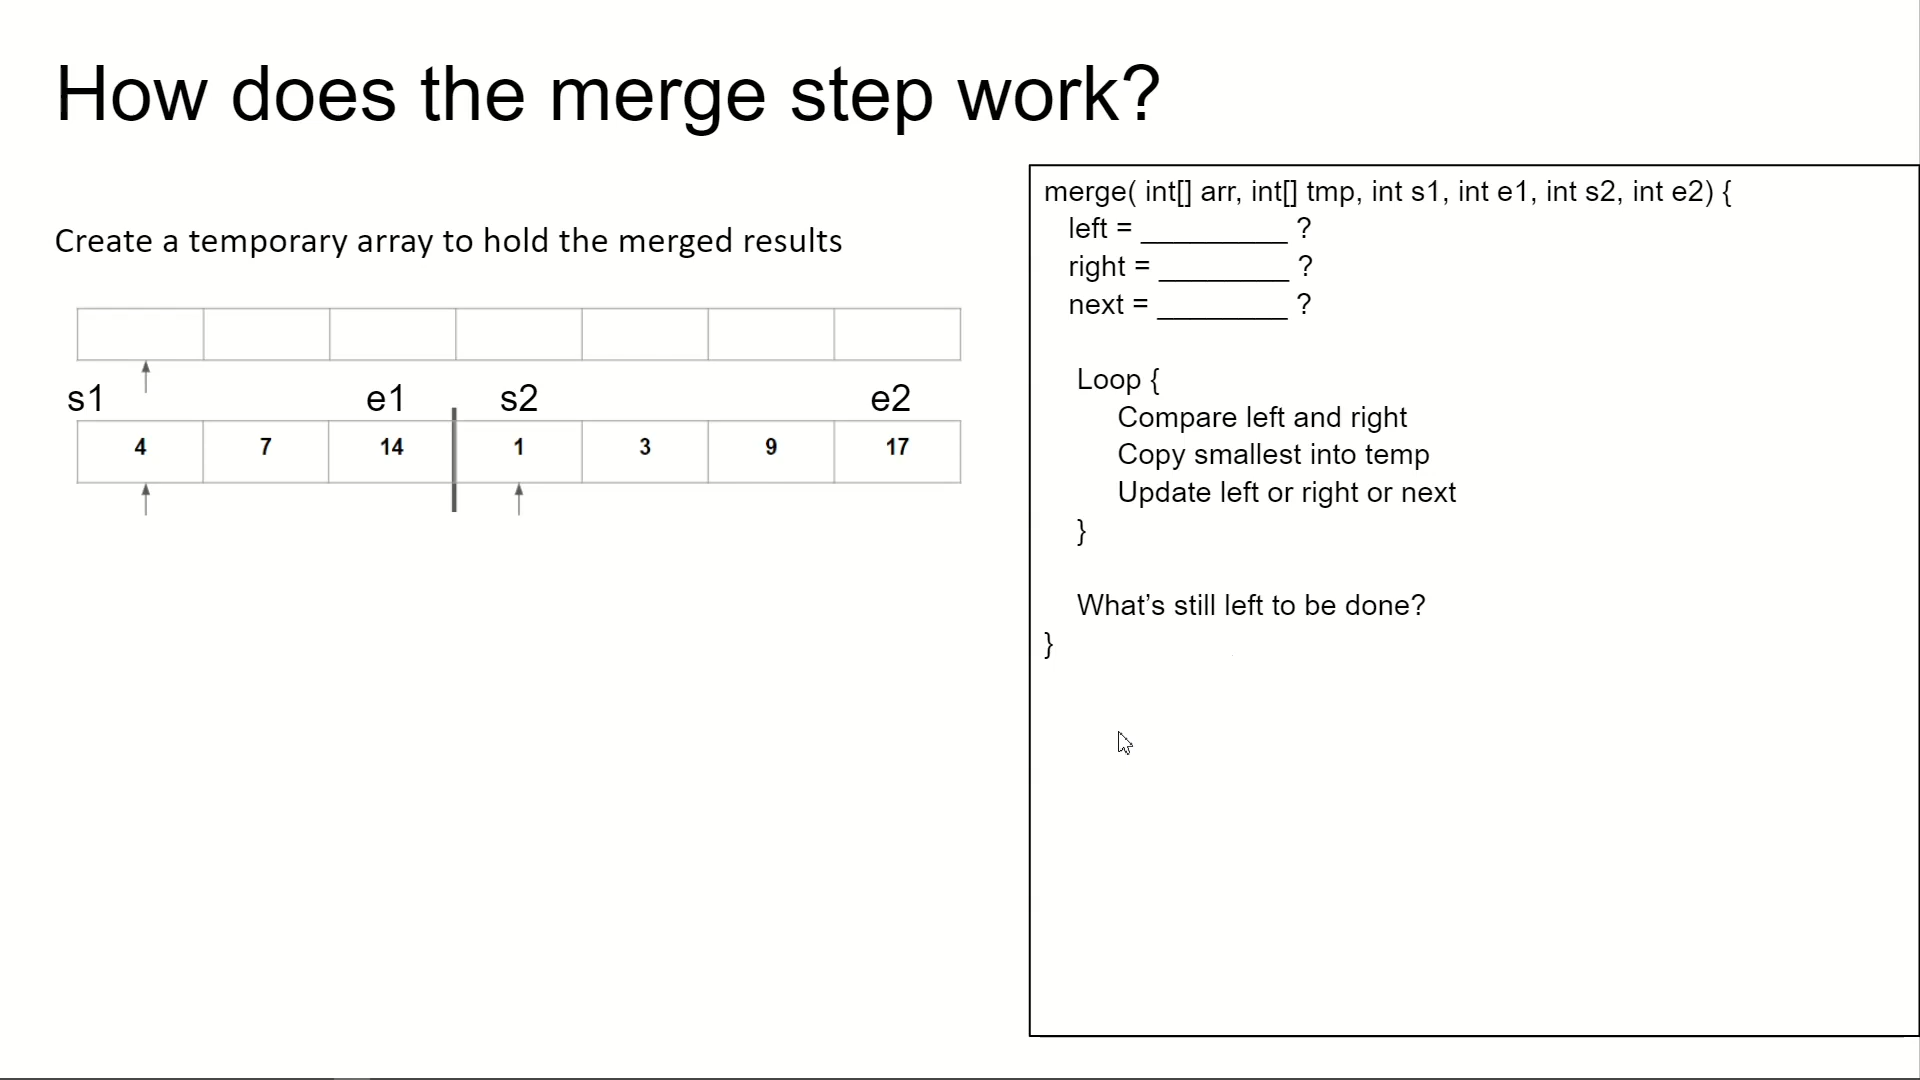 How does the merge step work?
Create a temporary array to hold the merged results
s1 e1 s2 e2
4 7 14 1 3 9 17
merge( int[] arr, int[] tmp, int s1, int e1, int s2, int e2) {
left = _________ ?
right = ________ ?
next = ________ ?
Loop {
Compare left and right
Copy smallest into temp
Update left or right or next
}
What’s still left to be done?
}